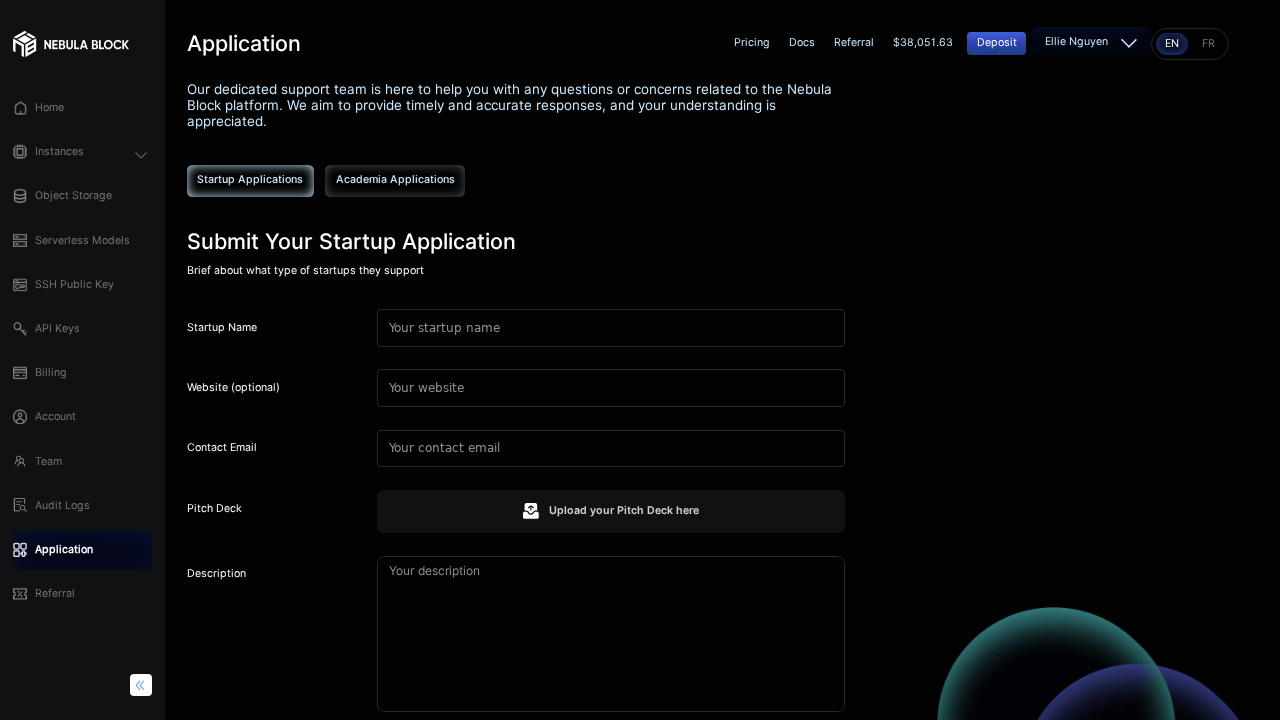 NEBULA BLOCK
Home
Instances
Object Storage
Serverless Models
SSH Public Key
API Keys
Billing
Account
Team
Audit Logs
Application
Referral
Application
Pricing
Docs
Referral
$38,051.63
Deposit
Ellie Nguyen
EN
FR
Our dedicated support team is here to help you with any questions or concerns related to the Nebula
Block platform. We aim to provide timely and accurate responses, and your understanding is
appreciated.
Startup Applications
Academia Applications
Submit Your Startup Application
Brief about what type of startups they support
Startup Name
Your startup name
Website (optional)
Your website
Contact Email
Your contact email
Pitch Deck
Upload your Pitch Deck here
Description
Your description